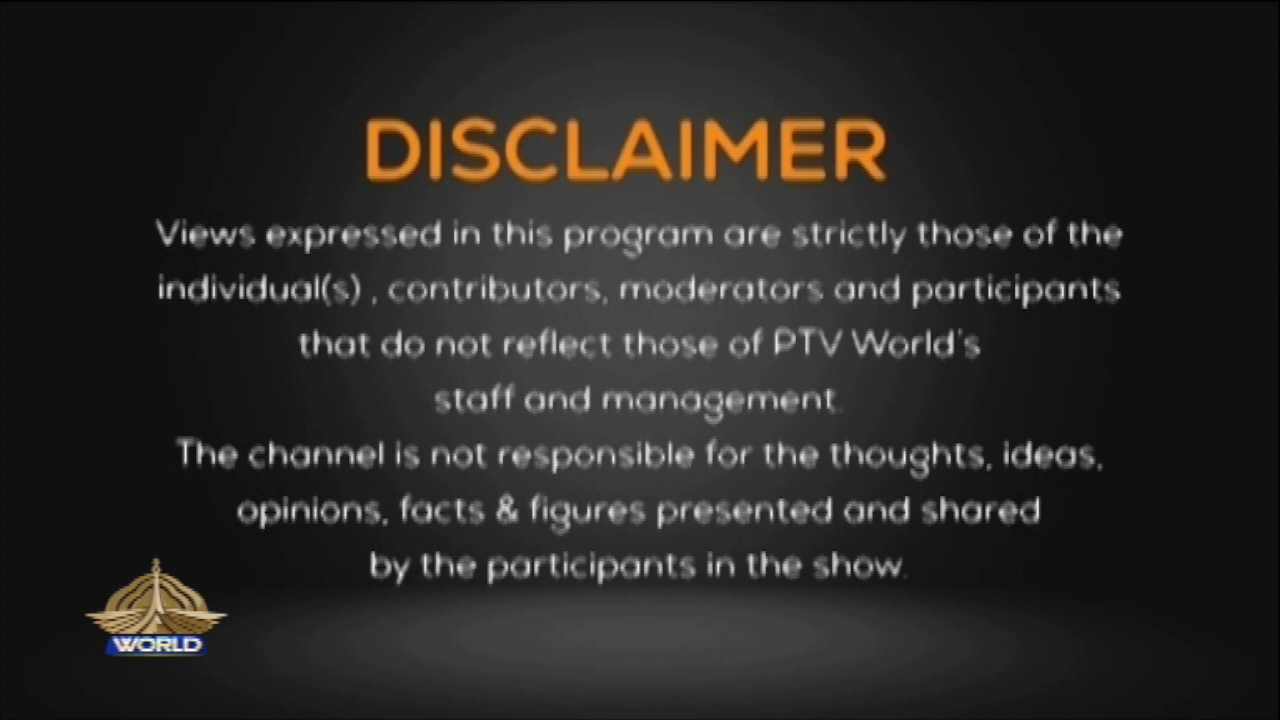 DISCLAIMER
Views expressed in this program are strictly those of the
individual(s) , contributors, moderators and participants
that do not reflect those of PTV World's
staff and management.
The channel is not responsible for the thoughts, ideas,
opinions, facts & figures presented and shared
by the participants in the show.
WORLD